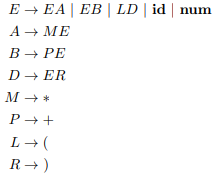 E → EA | EB | LD | id | num
A → ME
B → PE
D → ER
M → *
P → +
L → (
R → )